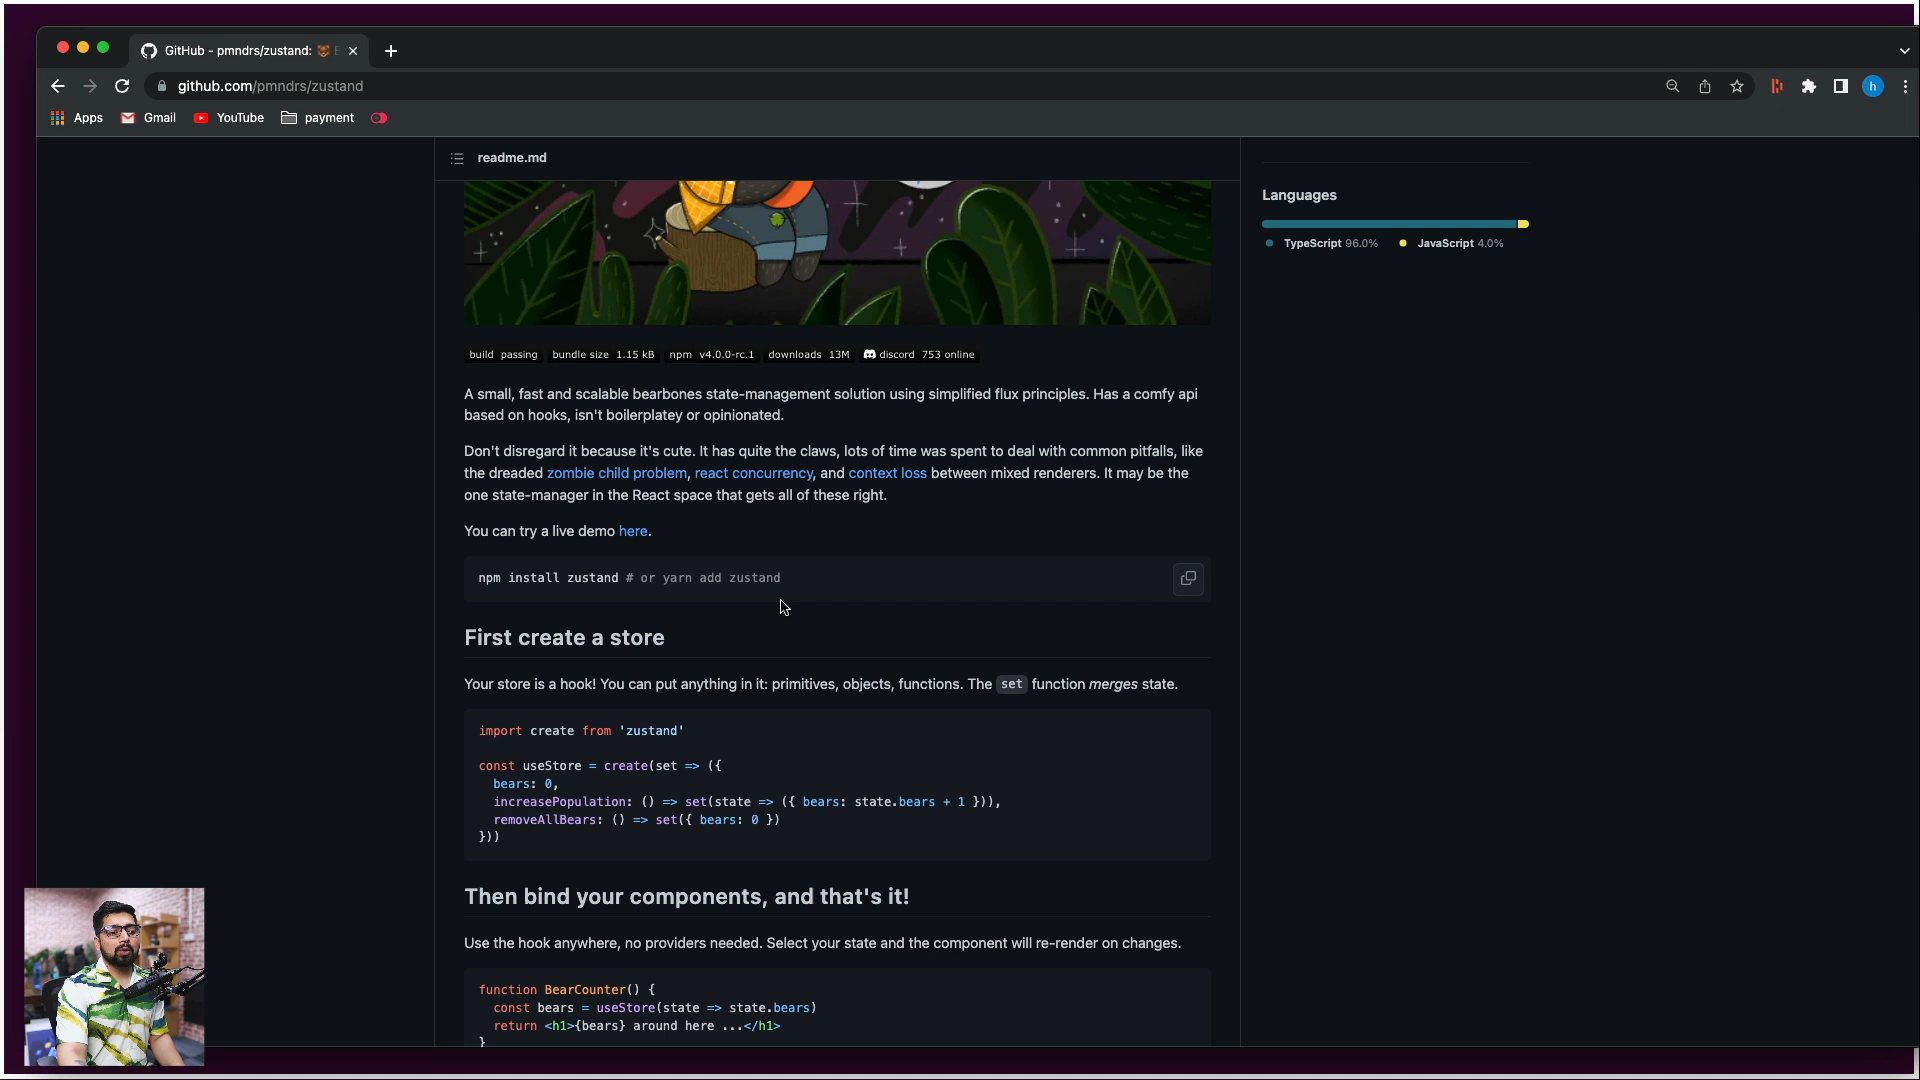 GitHub - pmndrs/zustand: 🐻
github.com/pmndrs/zustand
h
Apps Gmail YouTube payment
readme.md
Languages
TypeScript 96.0% JavaScript 4.0%
build passing bundle size 1.15 kB npm v4.0.0-rc.1 downloads 13M discord 753 online
A small, fast and scalable bearbones state-management solution using simplified flux principles. Has a comfy api
based on hooks, isn't boilerplatey or opinionated.
Don't disregard it because it's cute. It has quite the claws, lots of time was spent to deal with common pitfalls, like
the dreaded zombie child problem, react concurrency, and context loss between mixed renderers. It may be the
one state-manager in the React space that gets all of these right.
You can try a live demo here.
npm install zustand # or yarn add zustand
First create a store
Your store is a hook! You can put anything in it: primitives, objects, functions. The set function merges state.
import create from 'zustand'
const useStore = create(set => ({
bears: 0,
increasePopulation: () => set(state => ({ bears: state.bears + 1 })),
removeAllBears: () => set({ bears: 0 })
}))
Then bind your components, and that's it!
Use the hook anywhere, no providers needed. Select your state and the component will re-render on changes.
function BearCounter() {
const bears = useStore(state => state.bears)
return <h1>{bears} around here ...</h1>
}